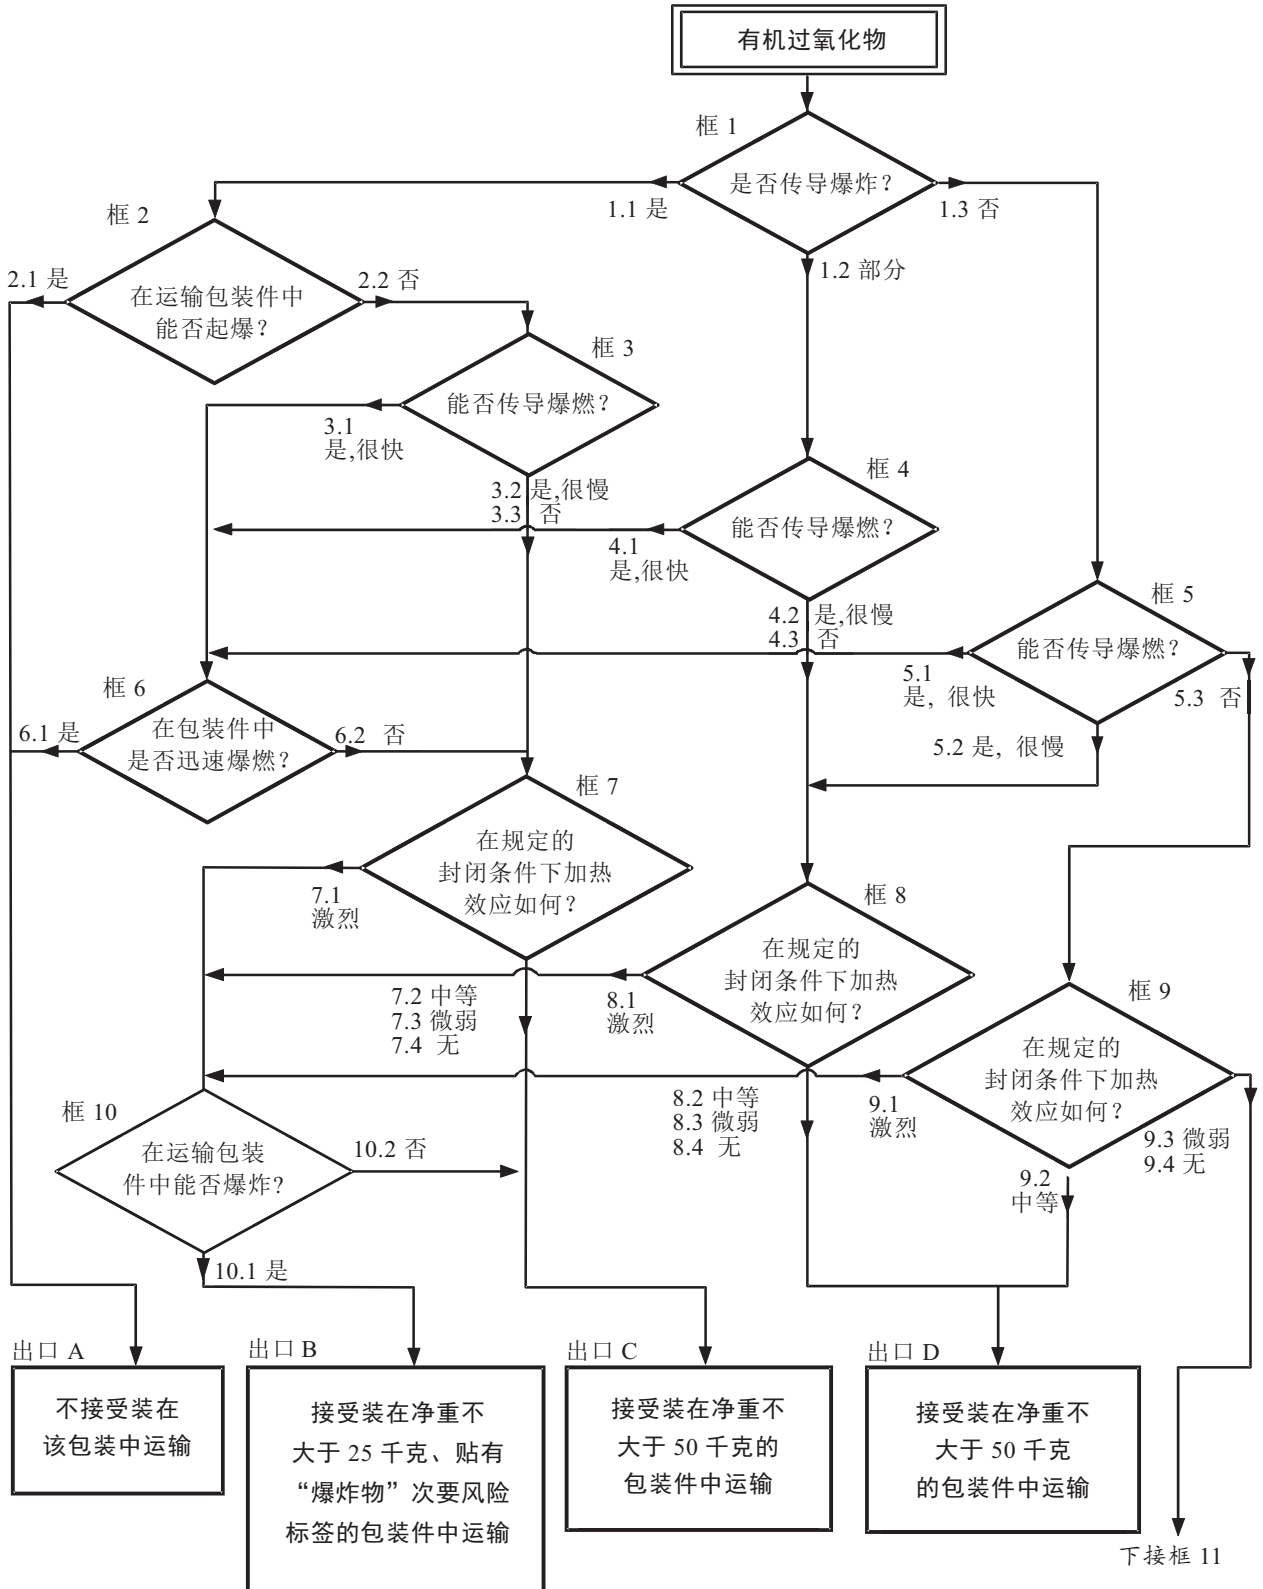 有机过氧化物
框 1
是否传导爆炸?
1.1 是
1.3 否
1.2 部分
框 2
在运输包装件中
能否起爆?
2.1 是
2.2 否
框 3
能否传导爆燃?
3.1
是,很快
3.2 是,很慢
3.3 否
框 4
能否传导爆燃?
4.1
是,很快
4.2 是,很慢
4.3 否
框 5
能否传导爆燃?
5.1
是, 很快
5.3 否
5.2 是, 很慢
框 6
在包装件中
是否迅速爆燃?
6.1 是
6.2 否
框 7
在规定的
封闭条件下加热
效应如何?
7.1
激烈
7.2 中等
7.3 微弱
7.4 无
框 8
在规定的
封闭条件下加热
效应如何?
8.1
激烈
8.2 中等
8.3 微弱
8.4 无
框 9
在规定的
封闭条件下加热
效应如何?
9.1
激烈
9.2
中等
9.3 微弱
9.4 无
框 10
在运输包装
件中能否爆炸?
10.2 否
10.1 是
出口 A
不接受装在
该包装中运输
出口 B
接受装在净重不
大于 25 千克、贴有
“爆炸物”次要风险
标签的包装件中运输
出口 C
接受装在净重不
大于 50 千克的
包装件中运输
出口 D
接受装在净重不
大于 50 千克
的包装件中运输
下接框 11